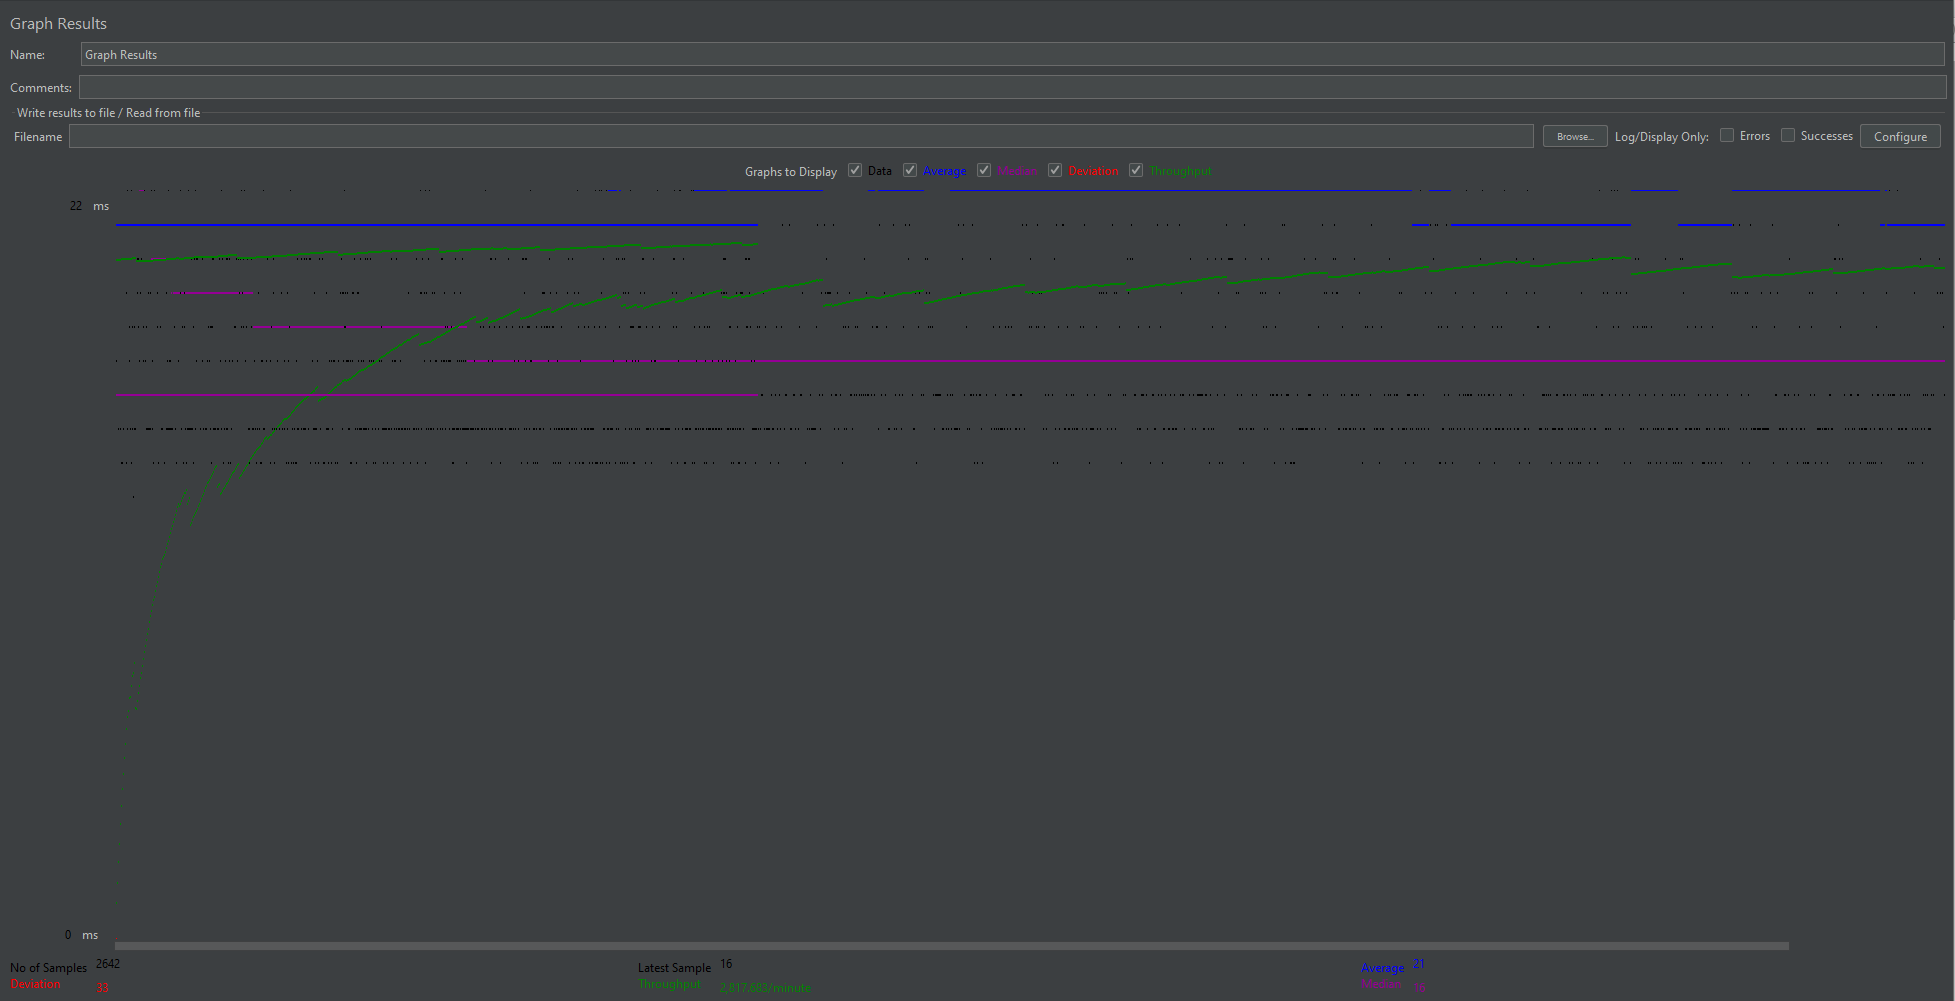 Graph Results
Name: Graph Results
Comments:
Write results to file / Read from file
Filename Browse... Log/Display Only: Errors Successes Configure
Graphs to Display Data Average Median Deviation Throughput
22 ms
0 ms
No of Samples 2642 Latest Sample 16 Average 21
Deviation 33 Throughput 2,817.683/minute Median 16